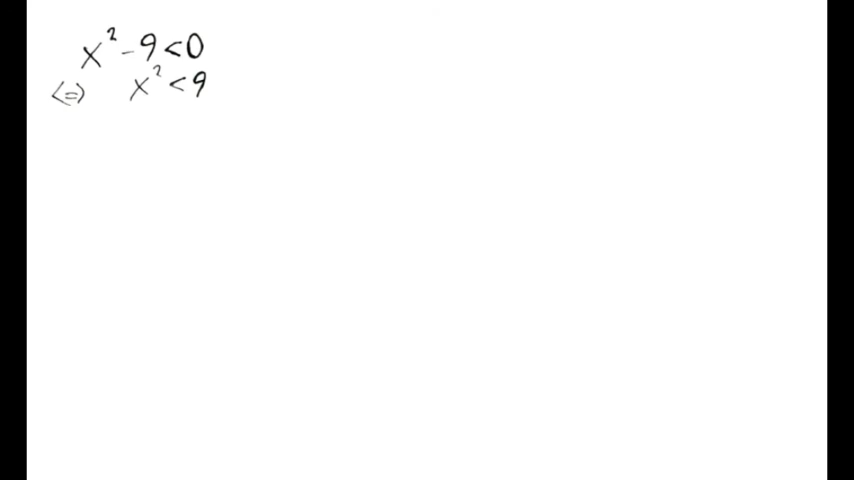 x² - 9 < 0
<=> x² < 9